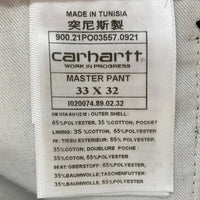 MADE IN TUNISIA
突尼斯製
900.21PO03557.0921
carhartt
WORK IN PROGRESS
MASTER PANT
33 X 32
I020074.89.02.32
OUTER SHELL:
65%POLYESTER, 35%COTTON, POCKET
LINING: 35%COTTON, 65%POLYESTER
FR: TISSU EXTERIEUR: 65%POLYESTER,
35%COTON; DOUBLURE POCHE:
35%COTON, 65%POLYESTER
65%POLYESTER,
35%BAUMWOLLE; TASCHENFUTTER:
35%BAUMWOLLE, 65%POLYESTER